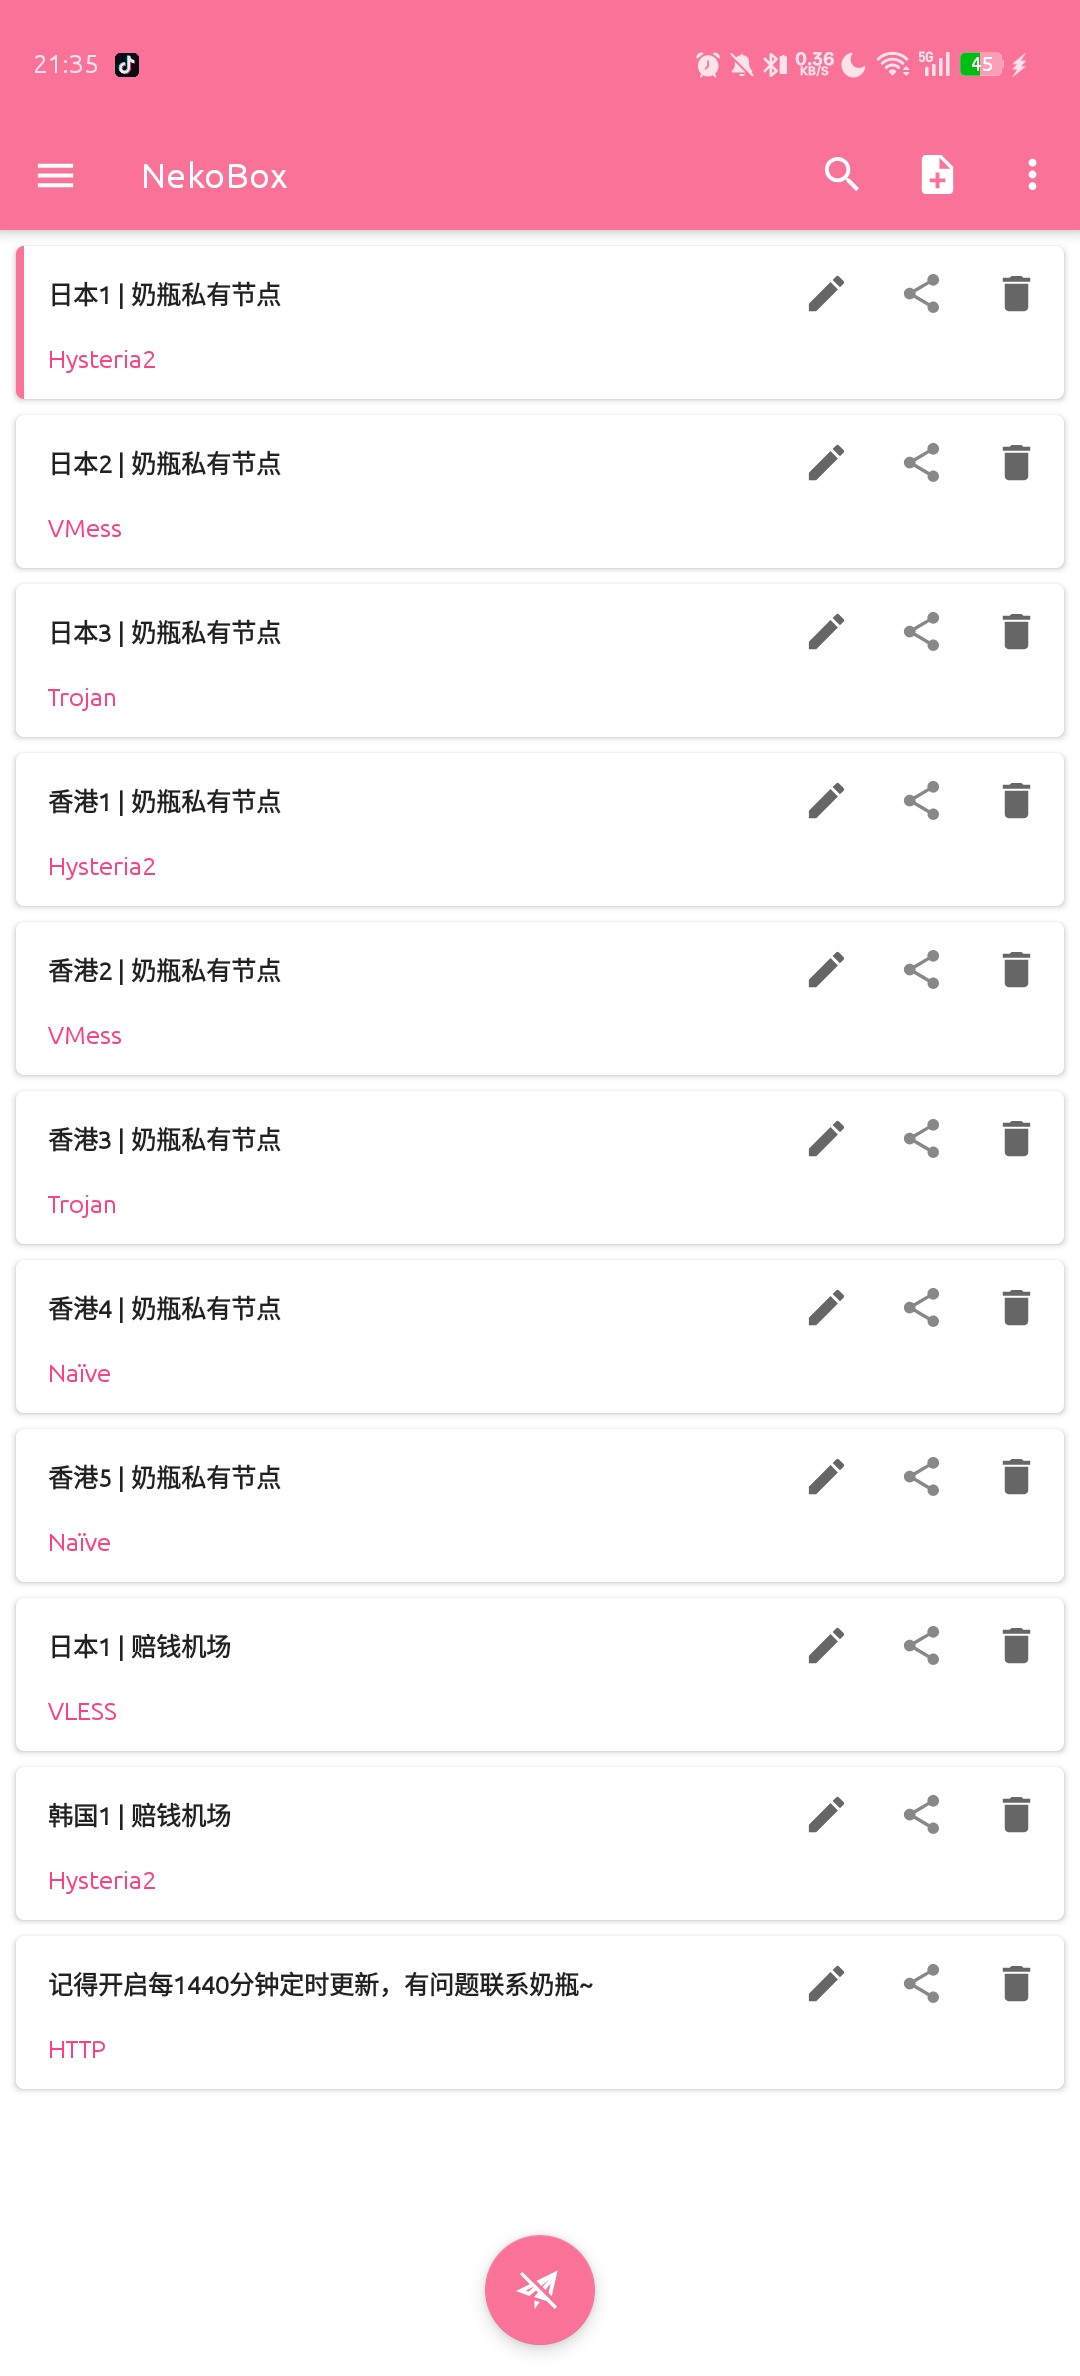 21:35
0.36
KB/S
5G
45
NekoBox
日本1 | 奶瓶私有节点
Hysteria2
日本2 | 奶瓶私有节点
VMess
日本3 | 奶瓶私有节点
Trojan
香港1 | 奶瓶私有节点
Hysteria2
香港2 | 奶瓶私有节点
VMess
香港3 | 奶瓶私有节点
Trojan
香港4 | 奶瓶私有节点
Naïve
香港5 | 奶瓶私有节点
Naïve
日本1 | 赔钱机场
VLESS
韩国1 | 赔钱机场
Hysteria2
记得开启每1440分钟定时更新，有问题联系奶瓶~
HTTP